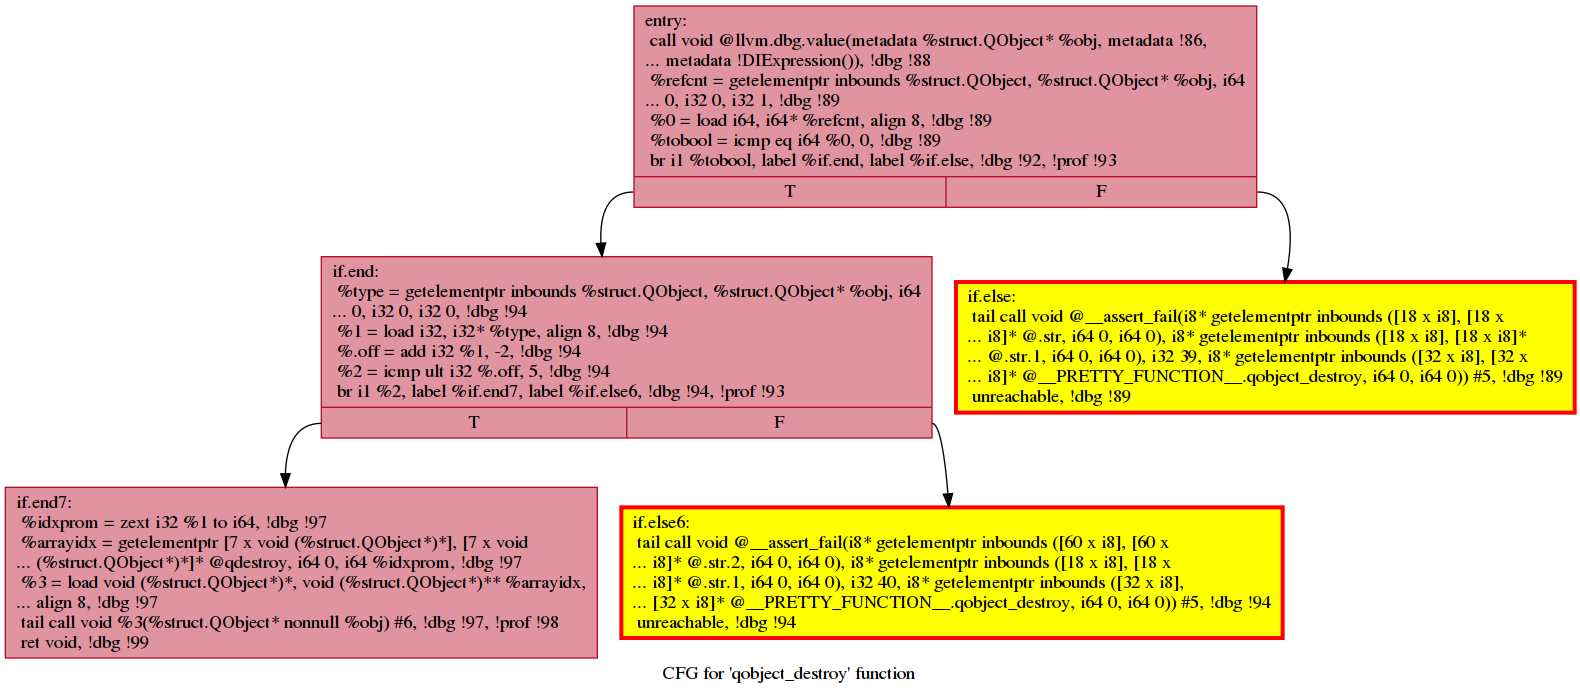 entry:
call void @llvm.dbg.value(metadata %struct.QObject* %obj, metadata !86,
... metadata !DIExpression()), !dbg !88
%refcnt = getelementptr inbounds %struct.QObject, %struct.QObject* %obj, i64
... 0, i32 0, i32 1, !dbg !89
%0 = load i64, i64* %refcnt, align 8, !dbg !89
%tobool = icmp eq i64 %0, 0, !dbg !89
br i1 %tobool, label %if.end, label %if.else, !dbg !92, !prof !93
T
F
if.end:
%type = getelementptr inbounds %struct.QObject, %struct.QObject* %obj, i64
... 0, i32 0, i32 0, !dbg !94
%1 = load i32, i32* %type, align 8, !dbg !94
%.off = add i32 %1, -2, !dbg !94
%2 = icmp ult i32 %.off, 5, !dbg !94
br i1 %2, label %if.end7, label %if.else6, !dbg !94, !prof !93
T
F
if.else:
tail call void @__assert_fail(i8* getelementptr inbounds ([18 x i8], [18 x
... i8]* @.str, i64 0, i64 0), i8* getelementptr inbounds ([18 x i8], [18 x i8]*
... @.str.1, i64 0, i64 0), i32 39, i8* getelementptr inbounds ([32 x i8], [32 x
... i8]* @__PRETTY_FUNCTION__.qobject_destroy, i64 0, i64 0)) #5, !dbg !89
unreachable, !dbg !89
if.end7:
%idxprom = zext i32 %1 to i64, !dbg !97
%arrayidx = getelementptr [7 x void (%struct.QObject*)*], [7 x void
... (%struct.QObject*)*]* @qdestroy, i64 0, i64 %idxprom, !dbg !97
%3 = load void (%struct.QObject*)*, void (%struct.QObject*)** %arrayidx,
... align 8, !dbg !97
tail call void %3(%struct.QObject* nonnull %obj) #6, !dbg !97, !prof !98
ret void, !dbg !99
if.else6:
tail call void @__assert_fail(i8* getelementptr inbounds ([60 x i8], [60 x
... i8]* @.str.2, i64 0, i64 0), i8* getelementptr inbounds ([18 x i8], [18 x
... i8]* @.str.1, i64 0, i64 0), i32 40, i8* getelementptr inbounds ([32 x i8],
... [32 x i8]* @__PRETTY_FUNCTION__.qobject_destroy, i64 0, i64 0)) #5, !dbg !94
unreachable, !dbg !94
CFG for 'qobject_destroy' function